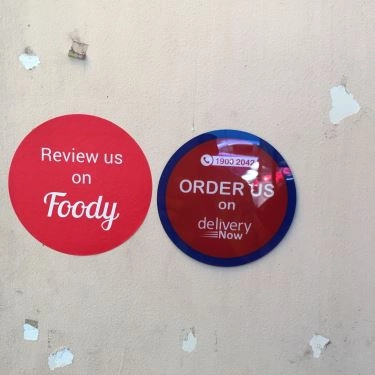 Review us
on
Foody
1900 2042
ORDER US
on
delivery
Now